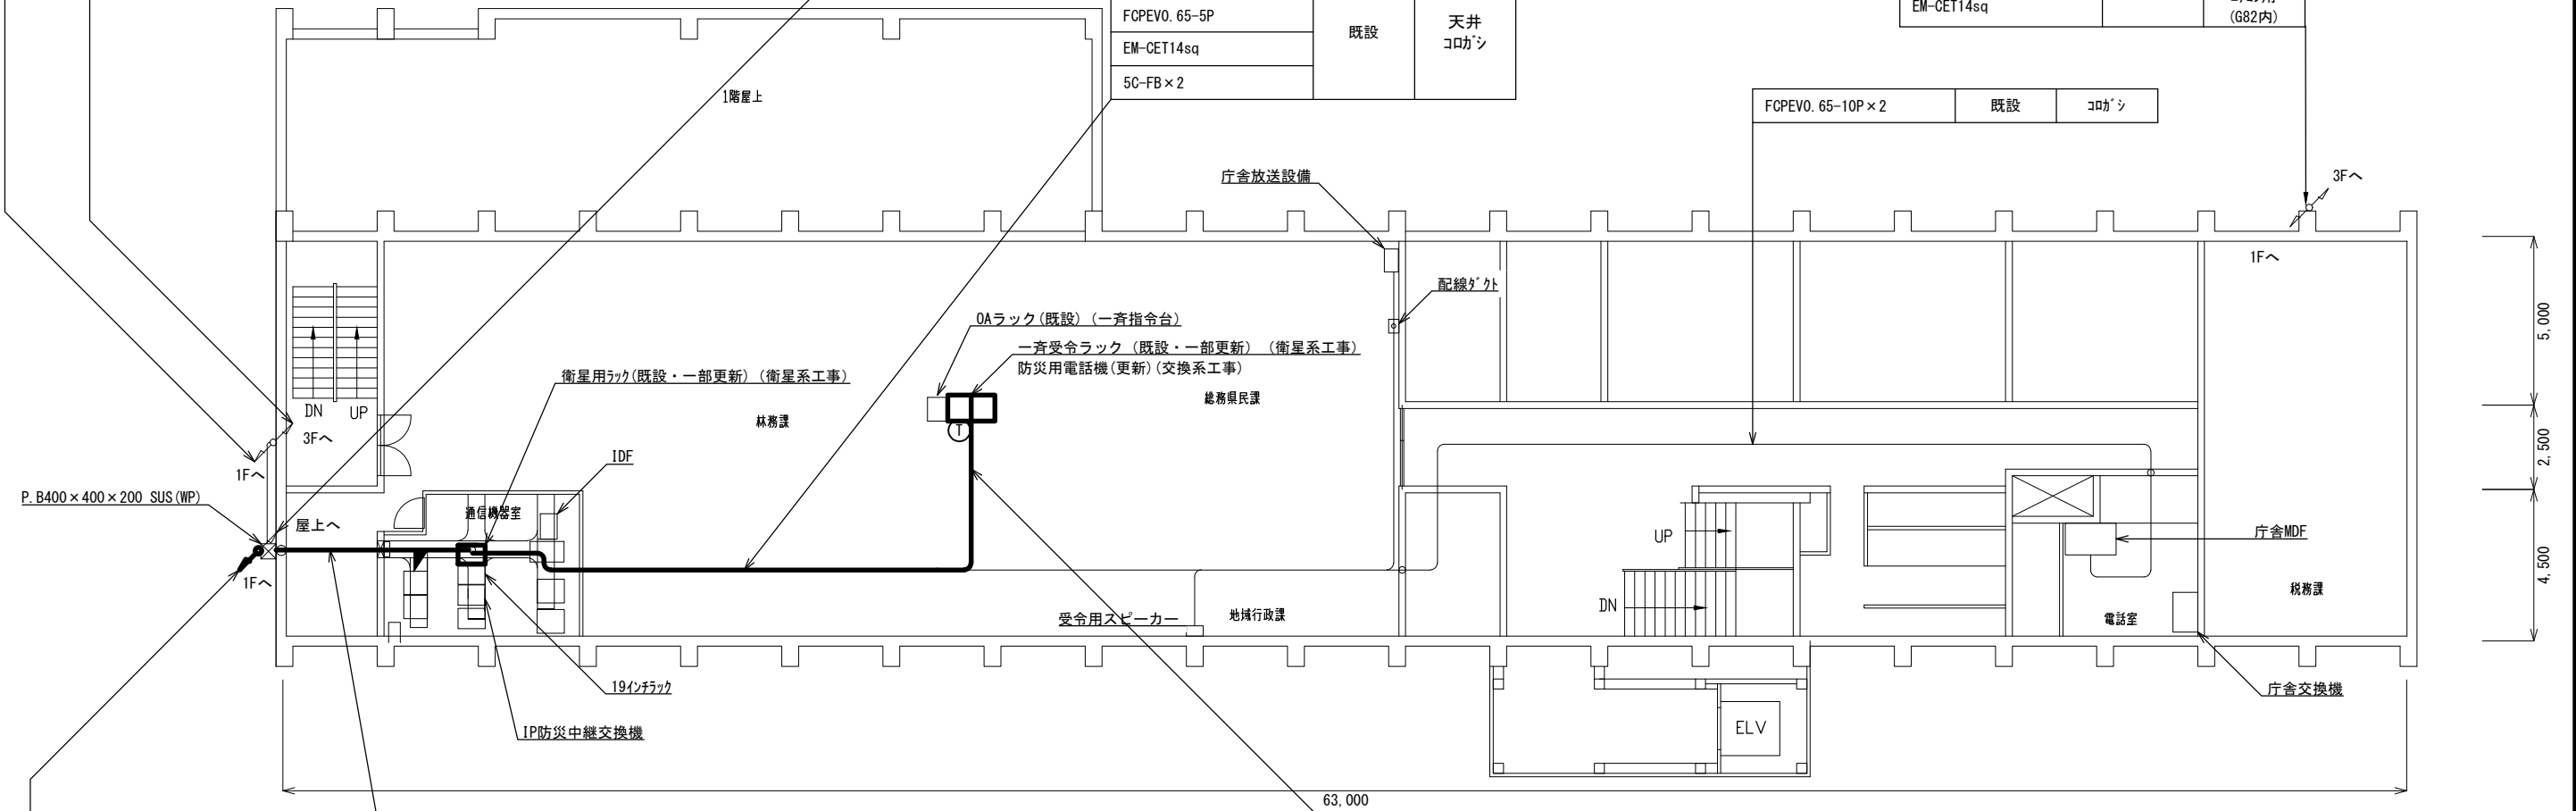 FCPEV0.65-5P
既設
天井
コロガシ
EM-CET14sq
5C-FB×2
EM-CET14sq
(G82内)
1階屋上
FCPEV0.65-10P×2
既設
コロガシ
庁舎放送設備
3Fへ
1Fへ
配線ダクト
OAラック(既設)(一斉指令台)
一斉受令ラック（既設・一部更新）（衛星系工事）
防災用電話機(更新)(交換系工事)
衛星用ラック(既設・一部更新)（衛星系工事）
総務県民課
林務課
5,000
DN
UP
3Fへ
T
1Fへ
IDF
2,500
P.B400×400×200 SUS(WP)
屋上へ
通信機器室
1Fへ
UP
庁舎MDF
4,500
DN
税務課
受令用スピーカー
地域行政課
電話室
19インチラック
庁舎交換機
IP防災中継交換機
ELV
63,000